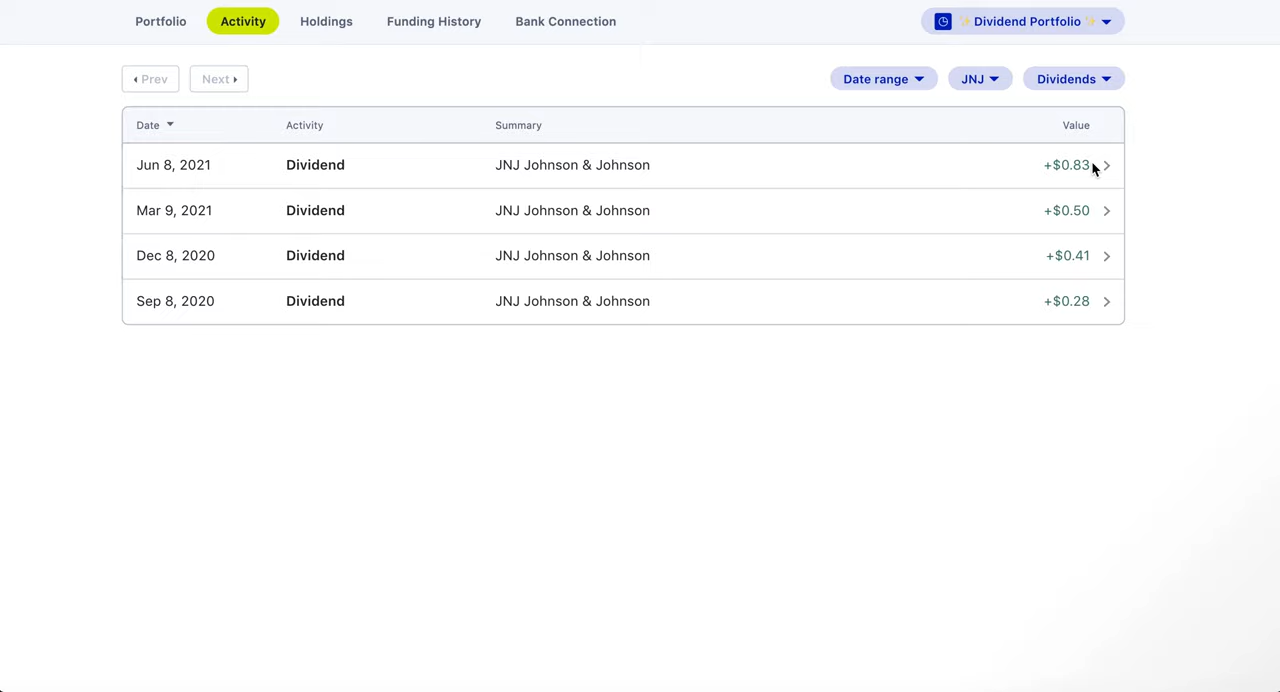 Portfolio Activity Holdings Funding History Bank Connection ✨ Dividend Portfolio ✨
Prev Next Date range JNJ Dividends
Date Activity Summary Value
Jun 8, 2021 Dividend JNJ Johnson & Johnson +$0.83
Mar 9, 2021 Dividend JNJ Johnson & Johnson +$0.50
Dec 8, 2020 Dividend JNJ Johnson & Johnson +$0.41
Sep 8, 2020 Dividend JNJ Johnson & Johnson +$0.28